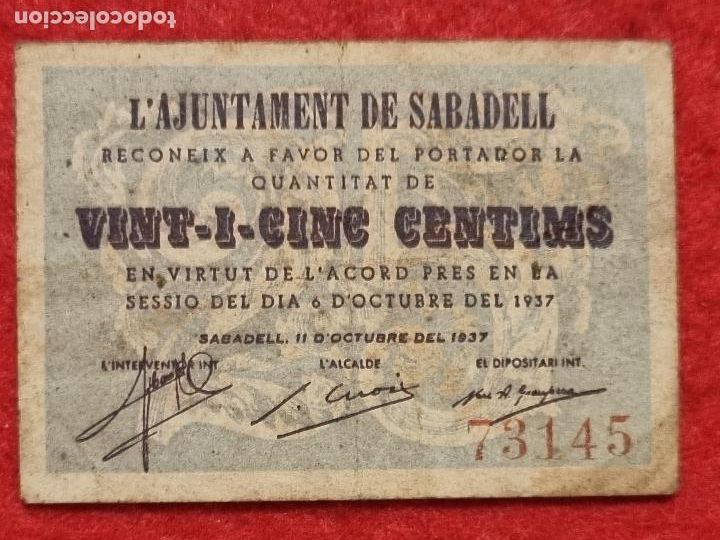 todocoleccion
L'AJUNTAMENT DE SABADELL
RECONEIX A FAVOR DEL PORTADOR LA
QUANTITAT DE
VINT-I-CINC CENTIMS
EN VIRTUT DE L'ACORD PRES EN LA
SESSIO DEL DIA 6 D'OCTUBRE DEL 1937
SABADELL, 11 D'OCTUBRE DEL 1937
L'INTERVENTOR INT. L'ALCALDE EL DIPOSITARI INT.
73145